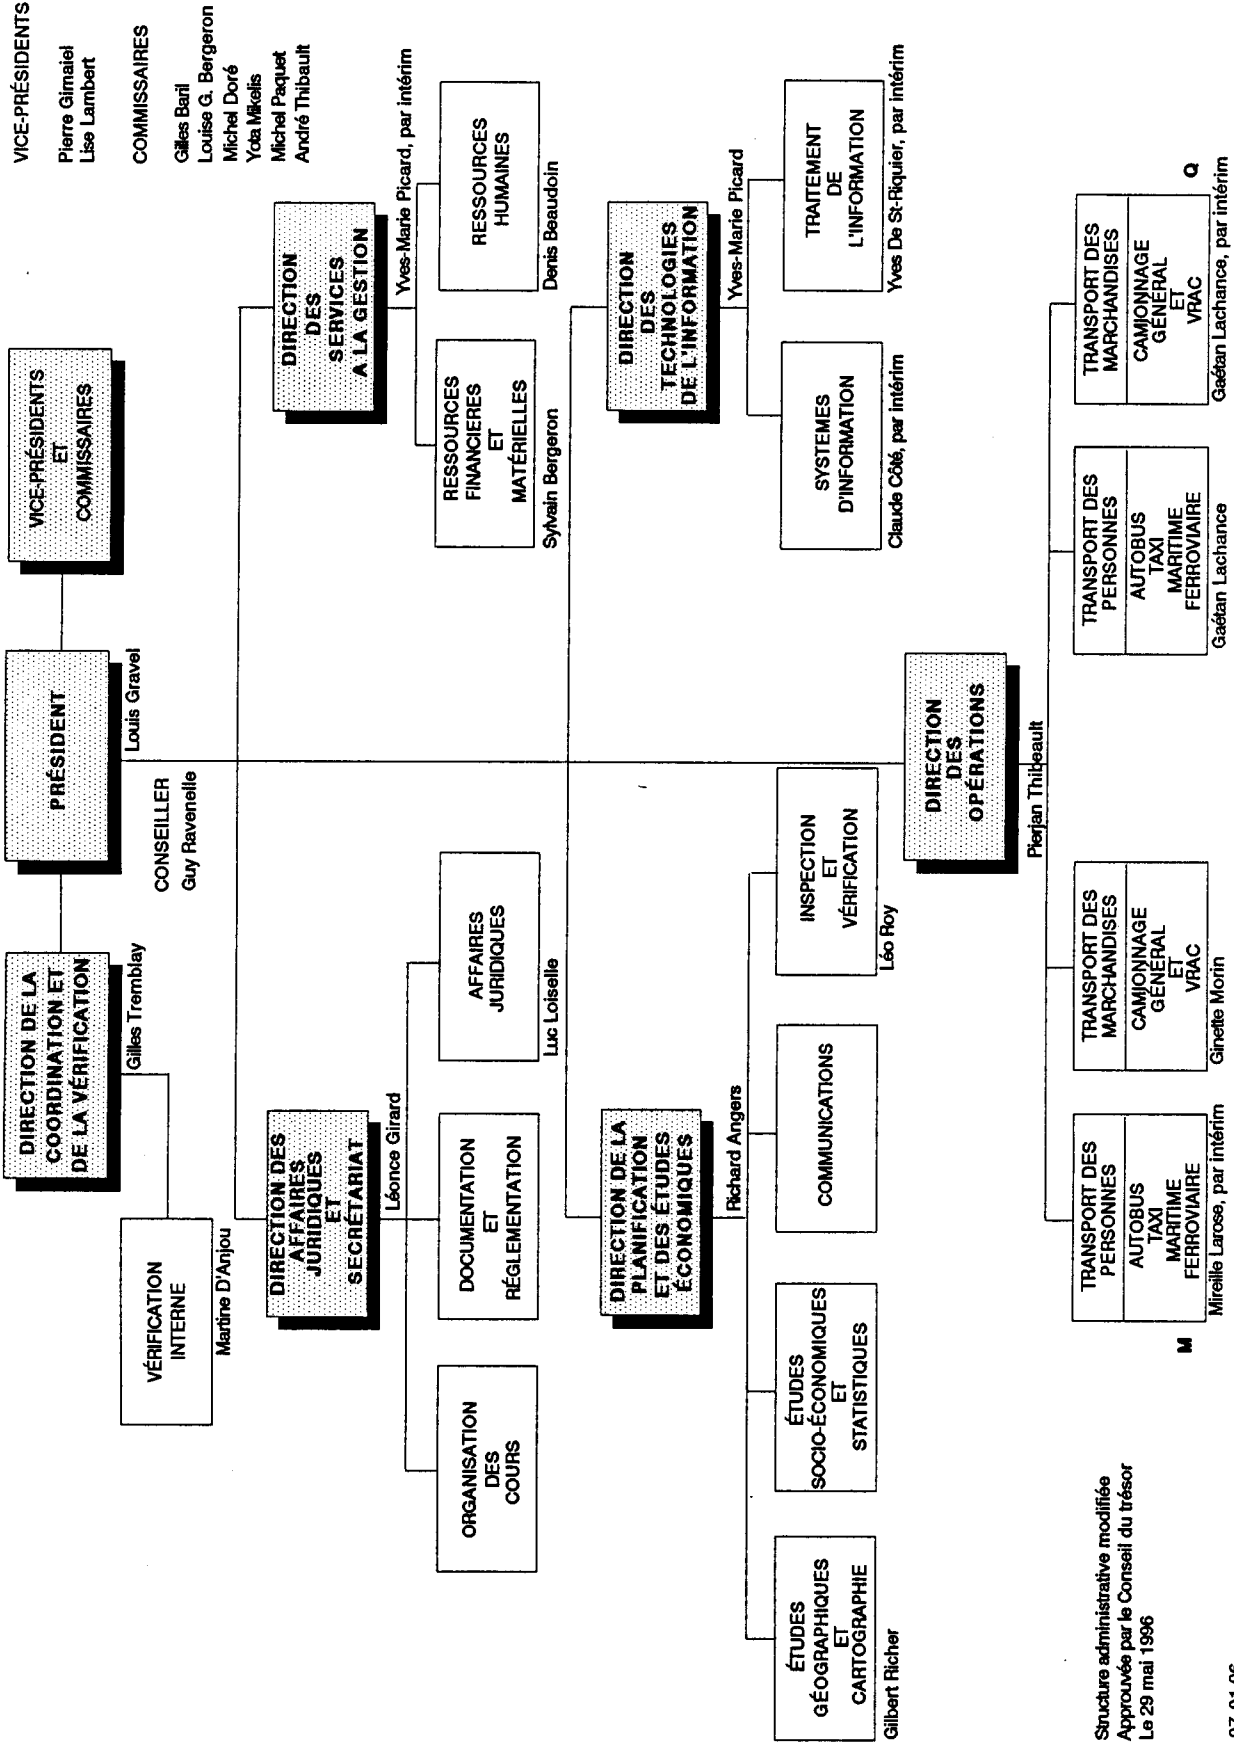 DIRECTION DE LA
COORDINATION ET
DE LA VÉRIFICATION
Gilles Tremblay
PRÉSIDENT
Louis Gravel
VICE-PRÉSIDENTS
ET
COMMISSAIRES
VICE-PRÉSIDENTS
Pierre Gimaiel
Lise Lambert
COMMISSAIRES
Gilles Baril
Louise G. Bergeron
Michel Doré
Yota Mikelis
Michel Paquet
André Thibault
CONSEILLER
Guy Ravenelle
VÉRIFICATION
INTERNE
Martine D'Anjou
DIRECTION DES
AFFAIRES
JURIDIQUES
ET
SECRÉTARIAT
Léonce Girard
DIRECTION
DES
SERVICES
A LA GESTION
Yves-Marie Picard, par intérim
ORGANISATION
DES
COURS
DOCUMENTATION
ET
RÉGLEMENTATION
AFFAIRES
JURIDIQUES
Luc Loiselle
RESSOURCES
FINANCIERES
ET
MATÉRIELLES
Sylvain Bergeron
RESSOURCES
HUMAINES
Denis Beaudoin
DIRECTION DE LA
PLANIFICATION
ET DES ÉTUDES
ÉCONOMIQUES
Richard Angers
DIRECTION
DES
TECHNOLOGIES
DE L'INFORMATION
Yves-Marie Picard
ÉTUDES
GÉOGRAPHIQUES
ET
CARTOGRAPHIE
Gilbert Richer
ÉTUDES
SOCIO-ÉCONOMIQUES
ET
STATISTIQUES
COMMUNICATIONS
INSPECTION
ET
VÉRIFICATION
Léo Roy
SYSTEMES
D'INFORMATION
Claude Côté, par intérim
TRAITEMENT
DE
L'INFORMATION
Yves De St-Riquier, par intérim
DIRECTION
DES
OPÉRATIONS
Pierjan Thibeault
M
TRANSPORT DES
PERSONNES
AUTOBUS
TAXI
MARITIME
FERROVIAIRE
Mireille Larose, par intérim
TRANSPORT DES
MARCHANDISES
CAMIONNAGE
GÉNÉRAL
ET
VRAC
Ginette Morin
TRANSPORT DES
PERSONNES
AUTOBUS
TAXI
MARITIME
FERROVIAIRE
Gaétan Lachance
TRANSPORT DES
MARCHANDISES
CAMIONNAGE
GÉNÉRAL
ET
VRAC
Gaétan Lachance, par intérim
Q
Structure administrative modifiée
Approuvée par le Conseil du trésor
Le 29 mai 1996